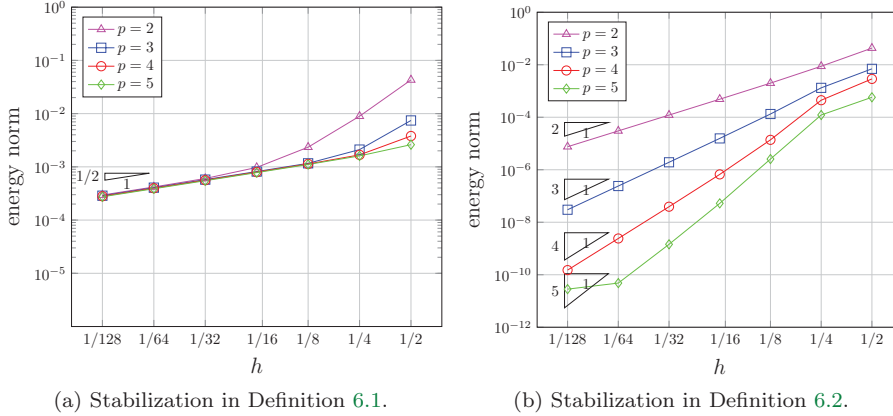 10^0
10^-1
10^-2
10^-3
10^-4
10^-5
energy norm
p = 2
p = 3
p = 4
p = 5
1/2
1
1/128
1/64
1/32
1/16
1/8
1/4
1/2
h
(a) Stabilization in Definition 6.1.
10^0
10^-2
10^-4
10^-6
10^-8
10^-10
10^-12
energy norm
p = 2
p = 3
p = 4
p = 5
2
1
3
1
4
1
5
1
1/128
1/64
1/32
1/16
1/8
1/4
1/2
h
(b) Stabilization in Definition 6.2.